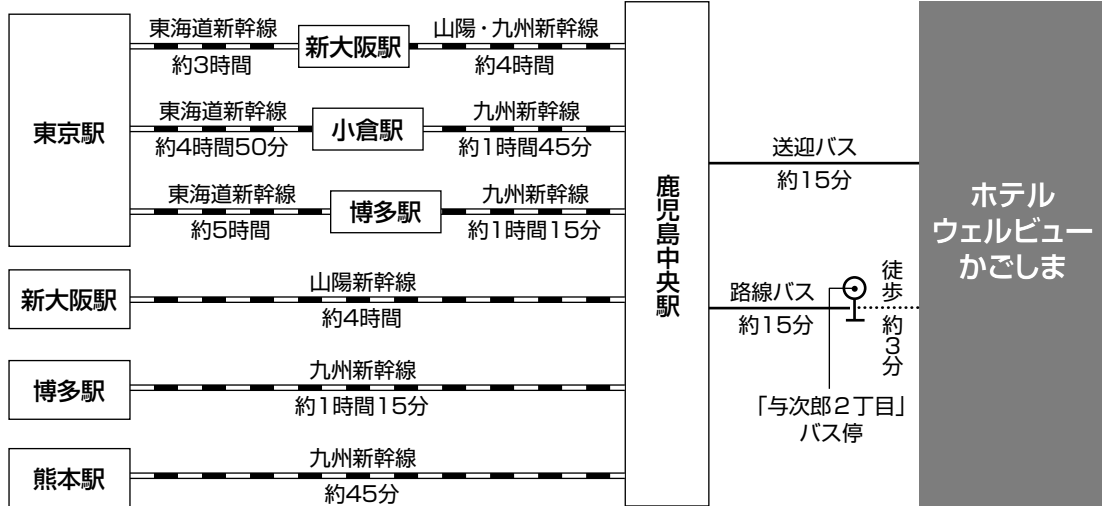 東京駅
東海道新幹線
約3時間
新大阪駅
山陽・九州新幹線
約4時間
東海道新幹線
約4時間50分
小倉駅
九州新幹線
約1時間45分
東海道新幹線
約5時間
博多駅
九州新幹線
約1時間15分
新大阪駅
山陽新幹線
約4時間
博多駅
九州新幹線
約1時間15分
熊本駅
九州新幹線
約45分
鹿児島中央駅
送迎バス
約15分
路線バス
約15分
徒歩
約3分
「与次郎2丁目」
バス停
ホテル
ウェルビュー
かごしま